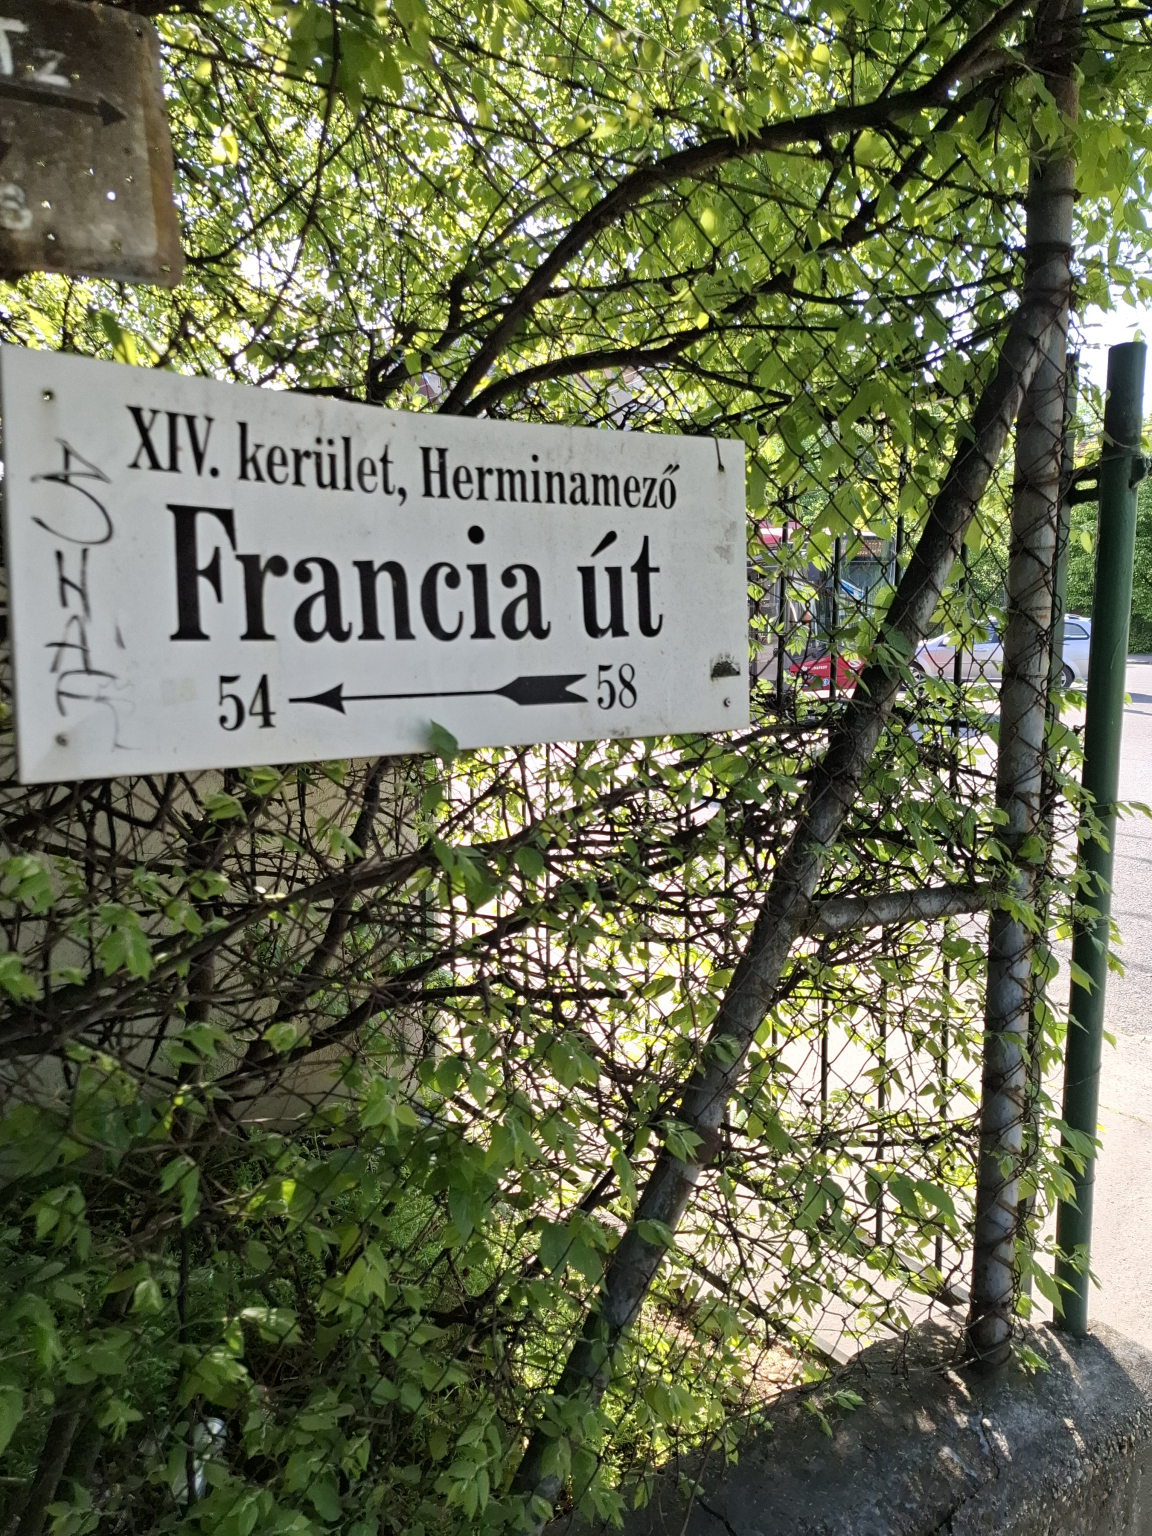 XIV. kerület, Herminamező
Francia út
54 58